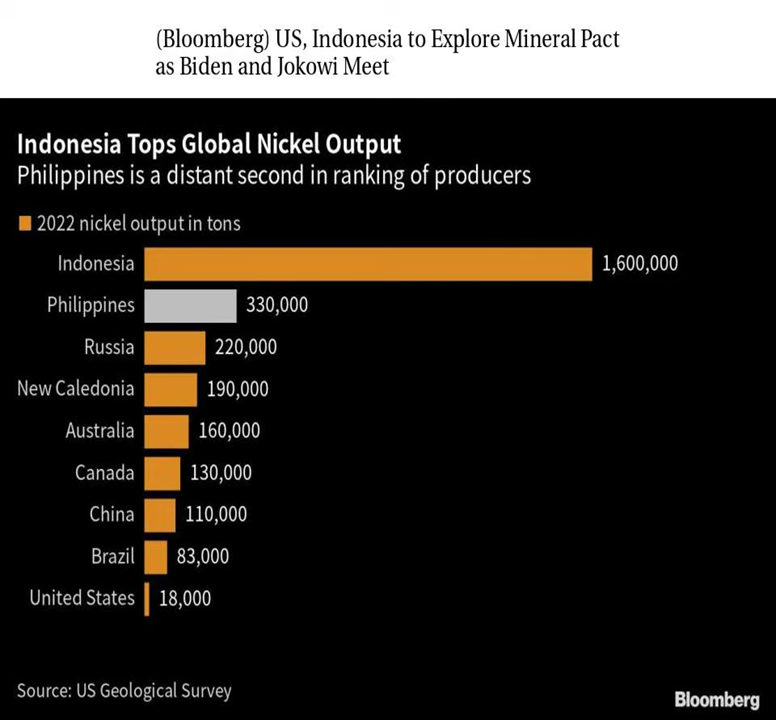 (Bloomberg) US, Indonesia to Explore Mineral Pact
as Biden and Jokowi Meet
Indonesia Tops Global Nickel Output
Philippines is a distant second in ranking of producers
2022 nickel output in tons
Indonesia 1,600,000
Philippines 330,000
Russia 220,000
New Caledonia 190,000
Australia 160,000
Canada 130,000
China 110,000
Brazil 83,000
United States 18,000
Source: US Geological Survey
Bloomberg